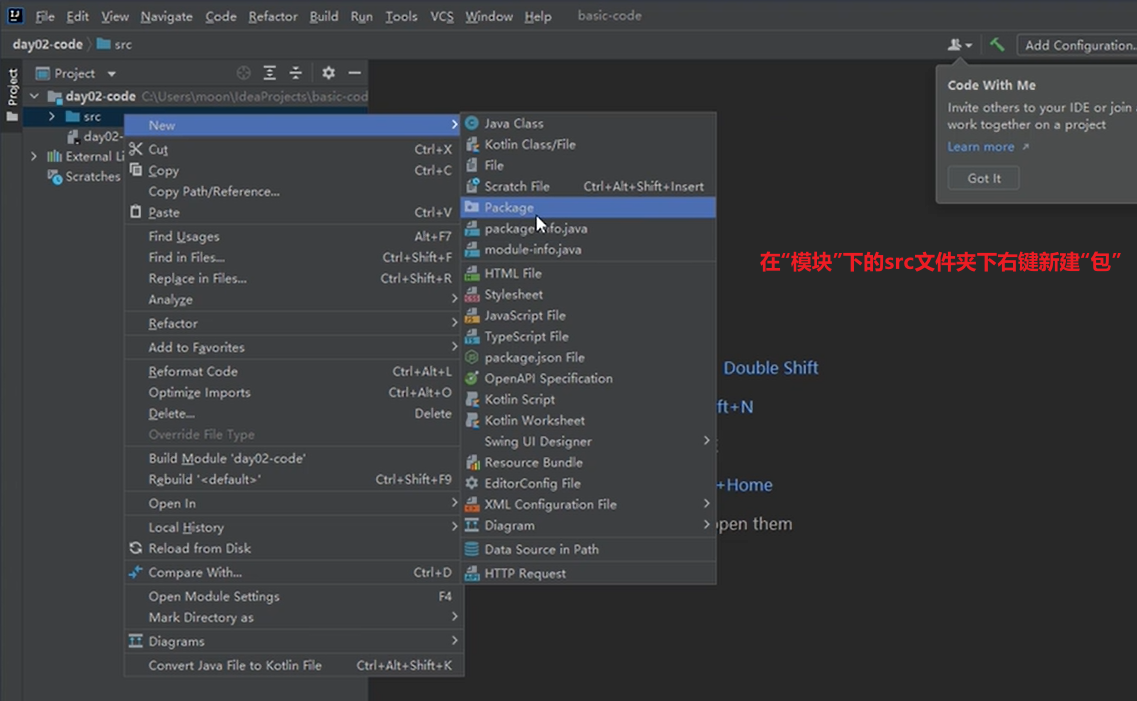 File Edit View Navigate Code Refactor Build Run Tools VCS Window Help basic-code
day02-code src Add Configuration..
Project
Project
day02-code C:\Users\moon\IdeaProjects\basic-cod
src
day02-
External Li
Scratches
New
Cut Ctrl+X
Copy Ctrl+C
Copy Path/Reference...
Paste Ctrl+V
Find Usages Alt+F7
Find in Files... Ctrl+Shift+F
Replace in Files... Ctrl+Shift+R
Analyze
Refactor
Add to Favorites
Reformat Code Ctrl+Alt+L
Optimize Imports Ctrl+Alt+O
Delete... Delete
Override File Type
Build Module 'day02-code'
Rebuild '<default>' Ctrl+Shift+F9
Open In
Local History
Reload from Disk
Compare With... Ctrl+D
Open Module Settings F4
Mark Directory as
Diagrams
Convert Java File to Kotlin File Ctrl+Alt+Shift+K
Java Class
Kotlin Class/File
File
Scratch File Ctrl+Alt+Shift+Insert
Package
module-info.java
HTML File
Stylesheet
JavaScript File
TypeScript File
package.json File
OpenAPI Specification
Kotlin Script
Kotlin Worksheet
Swing UI Designer
Resource Bundle
EditorConfig File
XML Configuration File
Diagram
Data Source in Path
HTTP Request
Code With Me
Invite others to your IDE or join
work together on a project
Learn more
Got It
在“模块”下的src文件夹下右键新建“包”
Double Shift
ft+N
+Home
open them